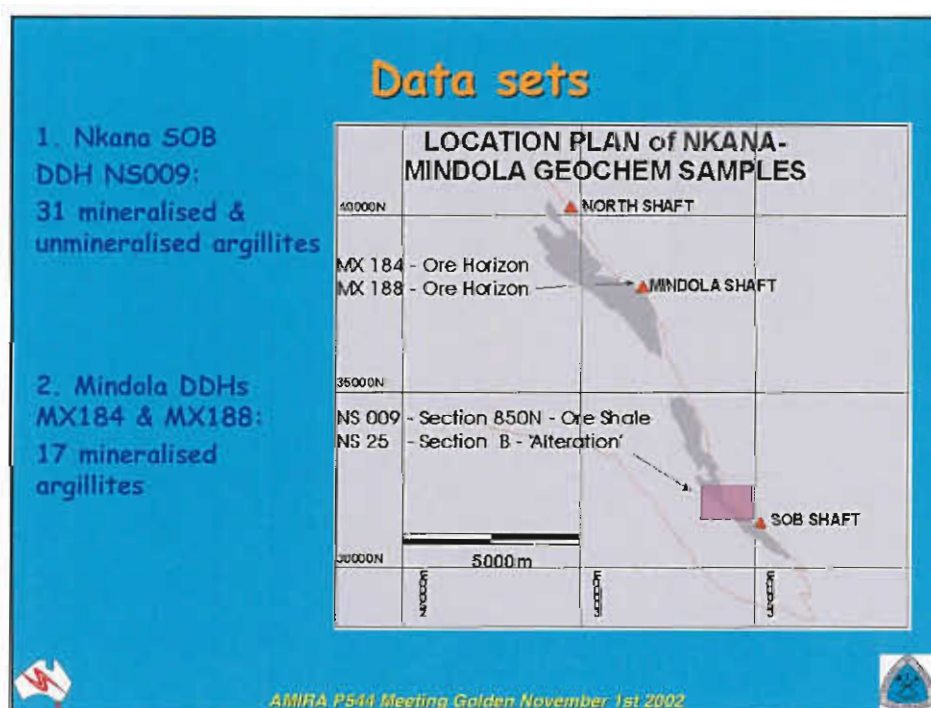 Data sets
1. Nkana SOB
DDH NS009:
31 mineralised &
unmineralised argillites
2. Mindola DDHs
MX184 & MX188:
17 mineralised
argillites
LOCATION PLAN of NKANA-
MINDOLA GEOCHEM SAMPLES
40000N
NORTH SHAFT
MX 184 - Ore Horizon
MX 188 - Ore Horizon
MINDOLA SHAFT
35000N
NS 009 - Section 850N - Ore Shale
NS 25 - Section B - 'Alteration'
SOB SHAFT
5000m
30000N
AMIRA P544 Meeting Golden November 1st 2002